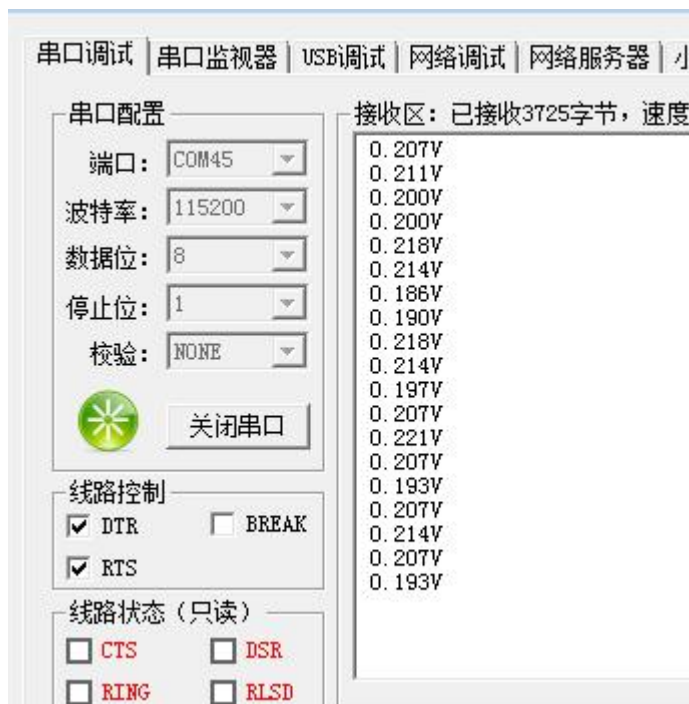 串口调试 串口监视器 USB调试 网络调试 网络服务器
串口配置
端口: COM45
波特率: 115200
数据位: 8
停止位: 1
校验: NONE
关闭串口
线路控制
DTR BREAK
RTS
线路状态（只读）
CTS DSR
RING RLSD
接收区: 已接收3725字节，速度
0.207V
0.211V
0.200V
0.200V
0.218V
0.214V
0.186V
0.190V
0.218V
0.214V
0.197V
0.207V
0.221V
0.207V
0.193V
0.207V
0.214V
0.207V
0.193V